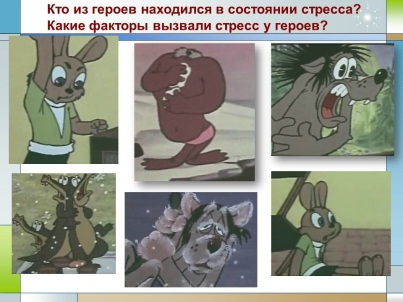 Кто из героев находился в состоянии стресса?
Какие факторы вызвали стресс у героев?